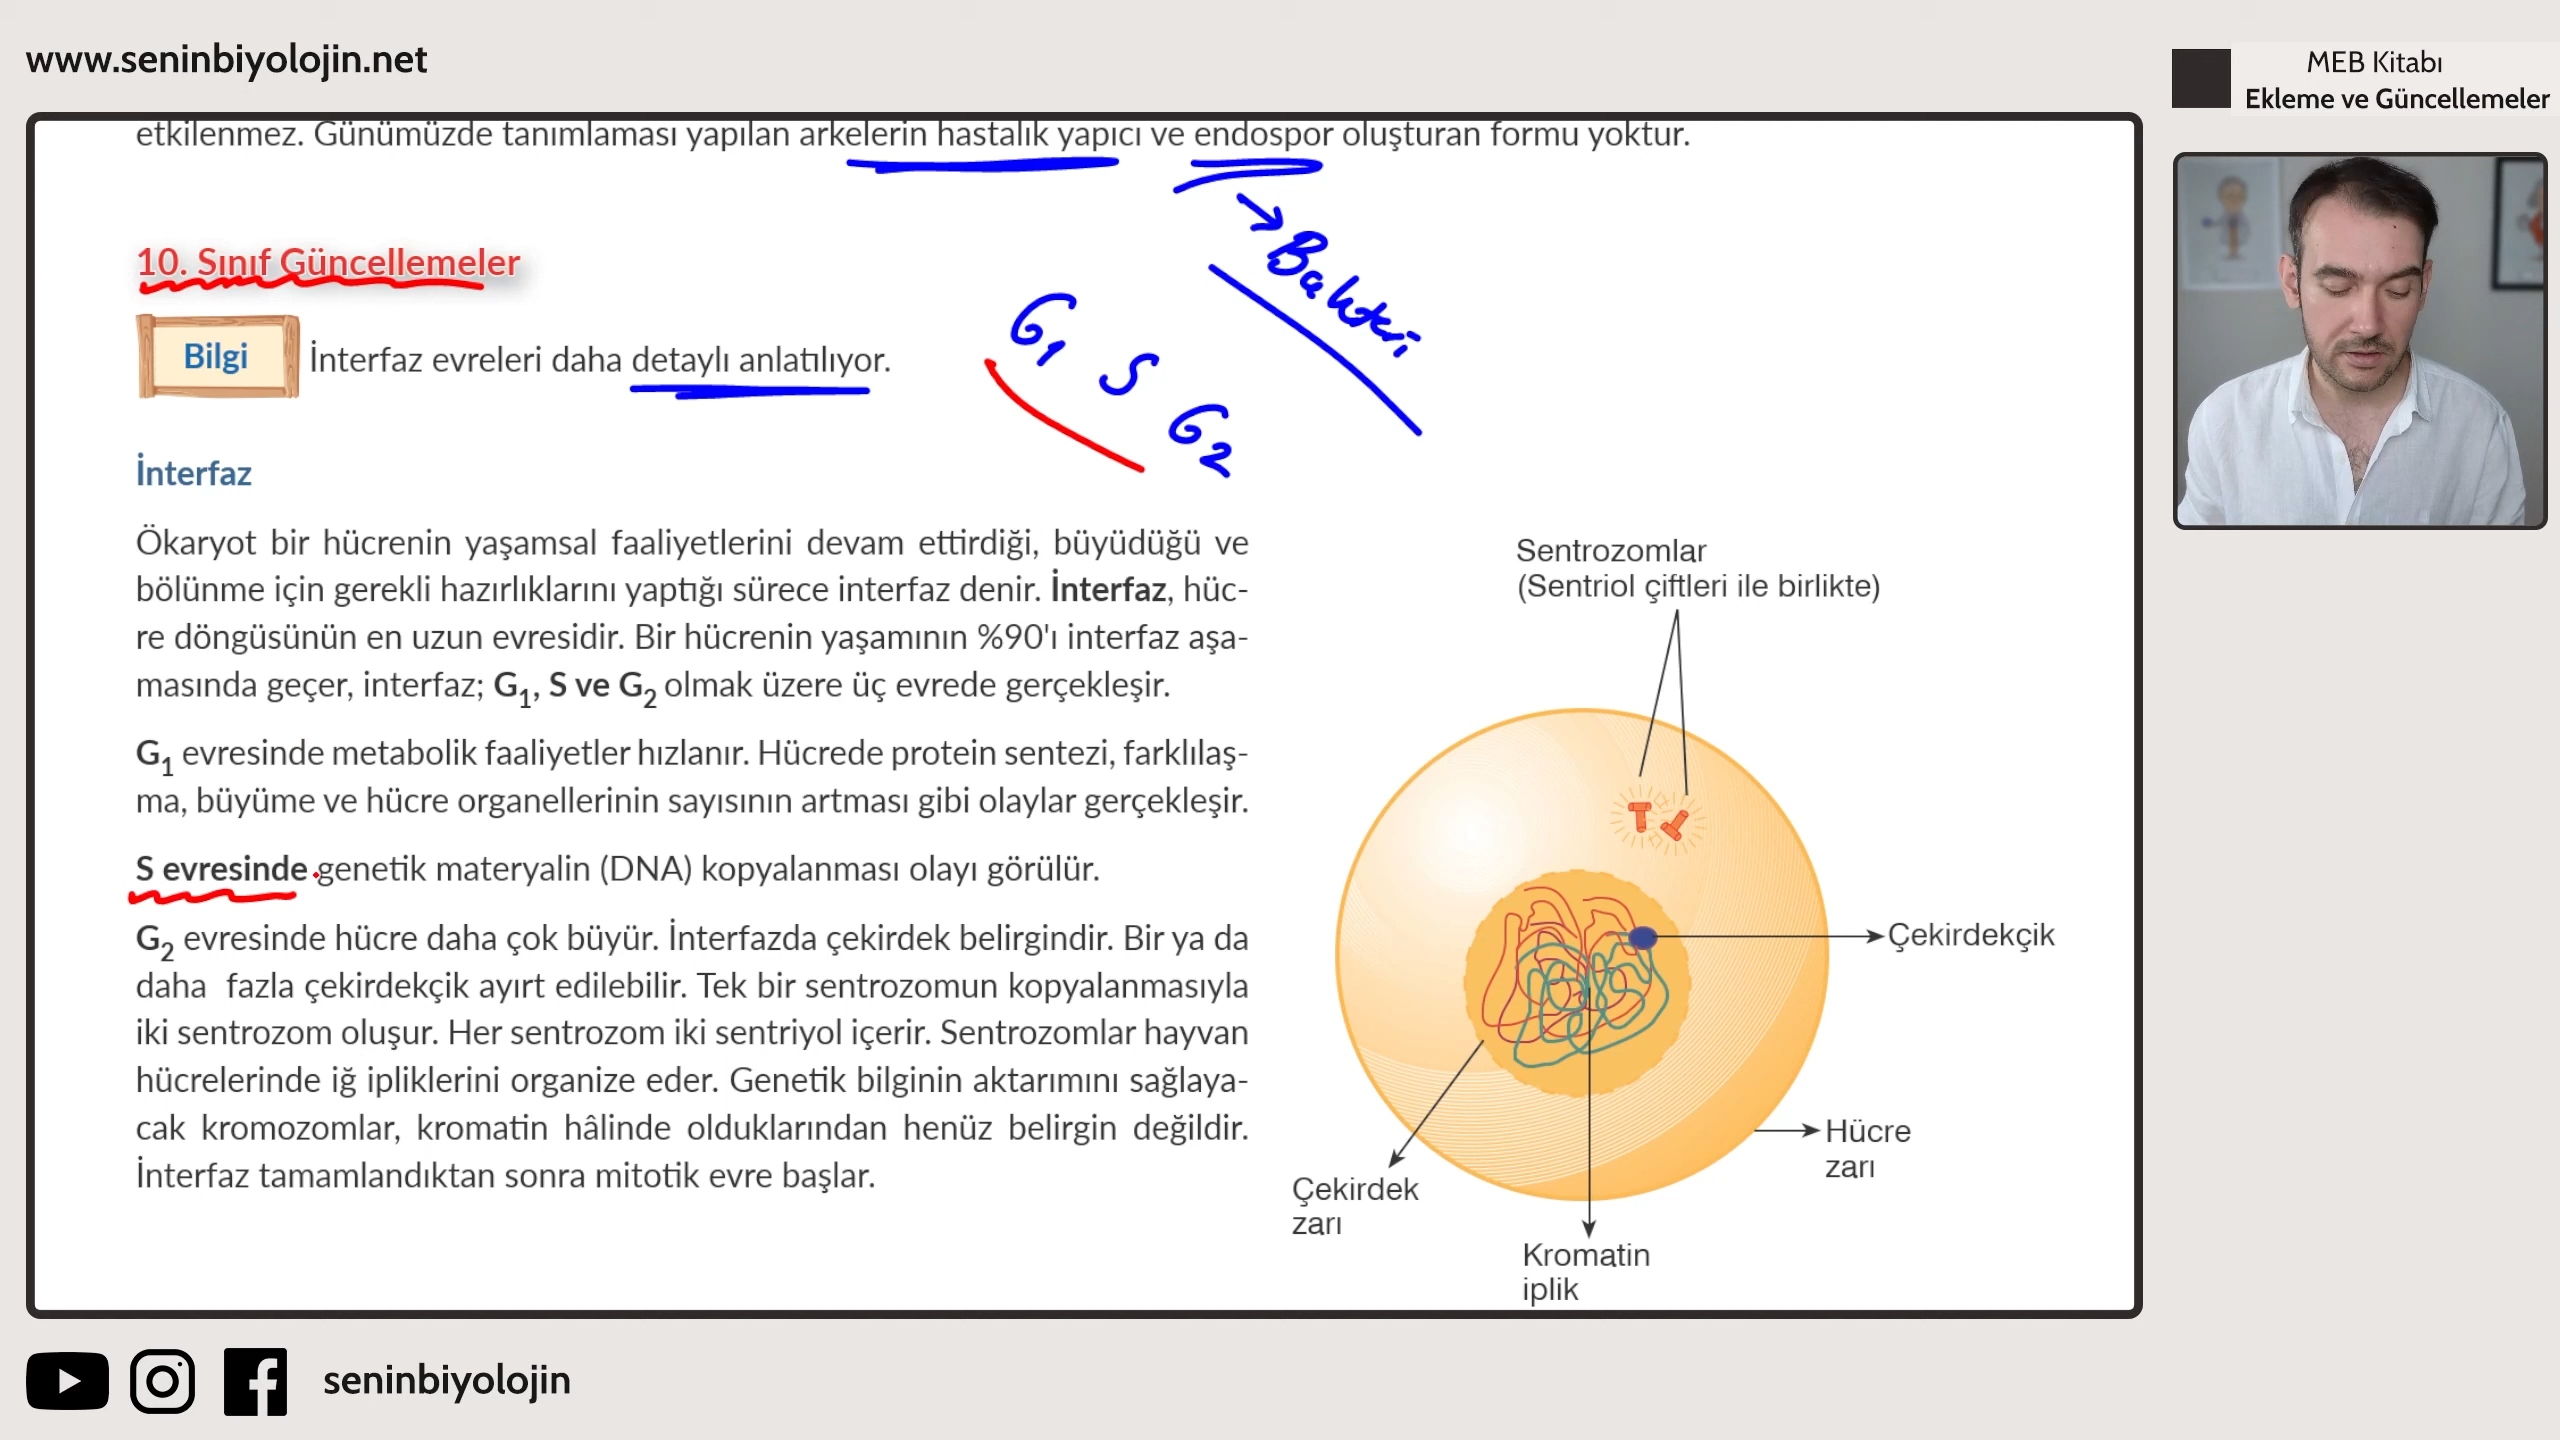 www.seninbiyolojin.net
MEB Kitabı
Ekleme ve Güncellemeler
etkilenmez. Günümüzde tanımlaması yapılan arkelerin hastalık yapıcı ve endospor oluşturan formu yoktur.
Bakteri
10. Sınıf Güncellemeler
G1 S G2
Bilgi
İnterfaz evreleri daha detaylı anlatılıyor.
İnterfaz
Ökaryot bir hücrenin yaşamsal faaliyetlerini devam ettirdiği, büyüdüğü ve
bölünme için gerekli hazırlıklarını yaptığı sürece interfaz denir. İnterfaz, hüc-
re döngüsünün en uzun evresidir. Bir hücrenin yaşamının %90'ı interfaz aşa-
masında geçer, interfaz; G1, S ve G2 olmak üzere üç evrede gerçekleşir.
G1 evresinde metabolik faaliyetler hızlanır. Hücrede protein sentezi, farklılaş-
ma, büyüme ve hücre organellerinin sayısının artması gibi olaylar gerçekleşir.
S evresinde genetik materyalin (DNA) kopyalanması olayı görülür.
G2 evresinde hücre daha çok büyür. İnterfazda çekirdek belirgindir. Bir ya da
daha fazla çekirdekçik ayırt edilebilir. Tek bir sentrozomun kopyalanmasıyla
iki sentrozom oluşur. Her sentrozom iki sentriyol içerir. Sentrozomlar hayvan
hücrelerinde iğ ipliklerini organize eder. Genetik bilginin aktarımını sağlaya-
cak kromozomlar, kromatin hâlinde olduklarından henüz belirgin değildir.
İnterfaz tamamlandıktan sonra mitotik evre başlar.
Sentrozomlar
(Sentriol çiftleri ile birlikte)
Çekirdekçik
Hücre
zarı
Çekirdek
zarı
Kromatin
iplik
seninbiyolojin